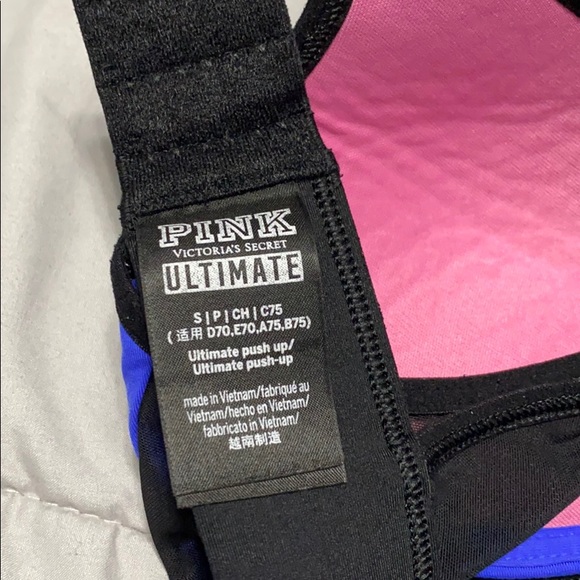 PINK
VICTORIA'S SECRET
ULTIMATE
S | P | CH | C75
(适用 D70,E70,A75,B75)
Ultimate push up/
Ultimate push-up
made in Vietnam/fabriqué au
Vietnam/hecho en Vietnam/
fabbricato in Vietnam/
越南制造